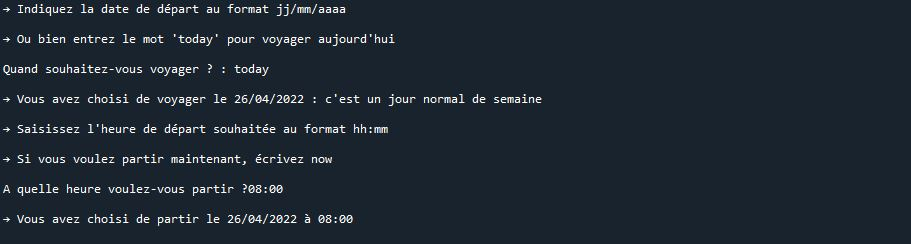 → Indiquez la date de départ au format jj/mm/aaaa
→ Ou bien entrez le mot 'today' pour voyager aujourd'hui
Quand souhaitez-vous voyager ? : today
→ Vous avez choisi de voyager le 26/04/2022 : c'est un jour normal de semaine
→ Saisissez l'heure de départ souhaitée au format hh:mm
→ Si vous voulez partir maintenant, écrivez now
A quelle heure voulez-vous partir ?08:00
→ Vous avez choisi de partir le 26/04/2022 à 08:00